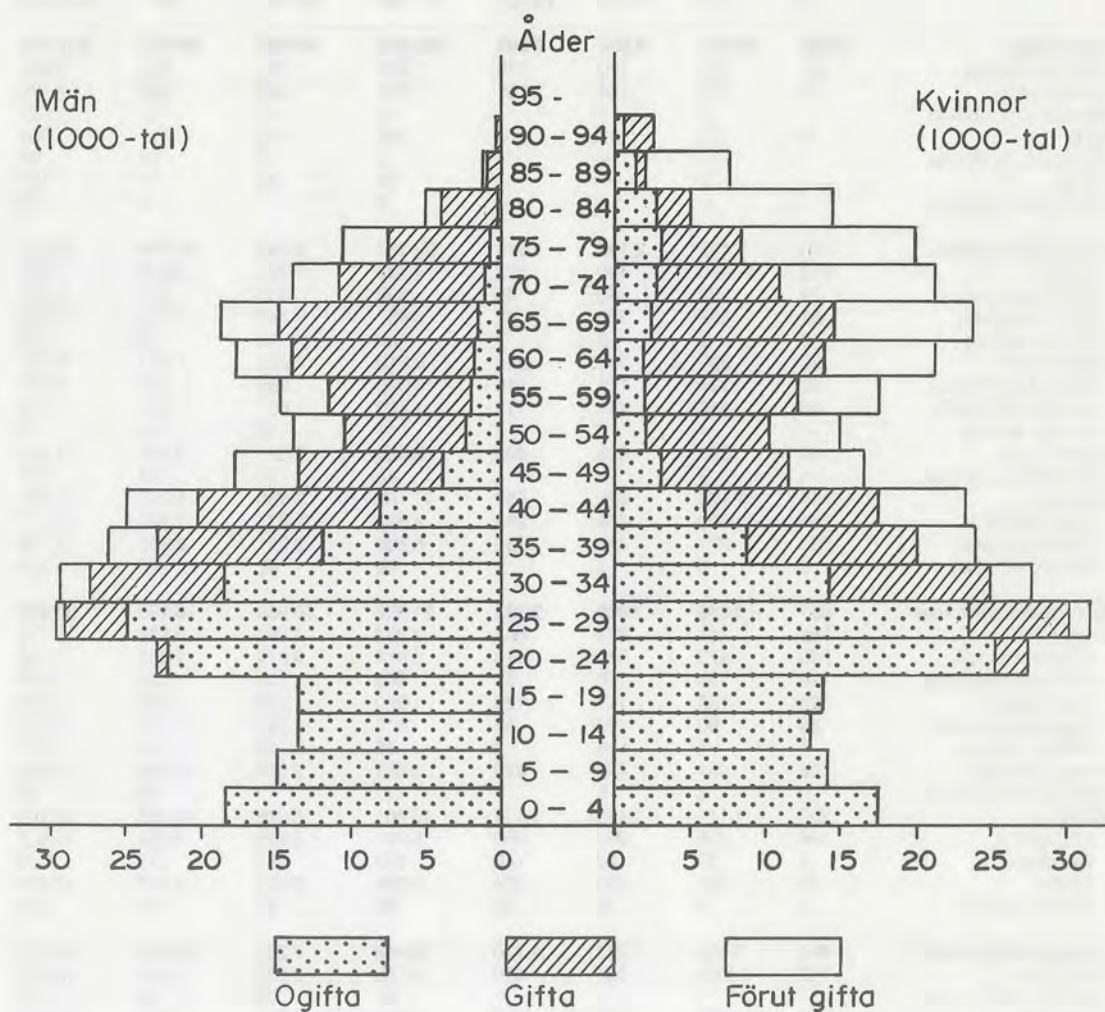 Ålder
Män
(1000-tal)
Kvinnor
(1000-tal)
95 -
90 - 94
85 - 89
80 - 84
75 - 79
70 - 74
65 - 69
60 - 64
55 - 59
50 - 54
45 - 49
40 - 44
35 - 39
30 - 34
25 - 29
20 - 24
15 - 19
10 - 14
5 - 9
0 - 4
30 25 20 15 10 5 0 0 5 10 15 20 25 30
Ogifta Gifta Förut gifta